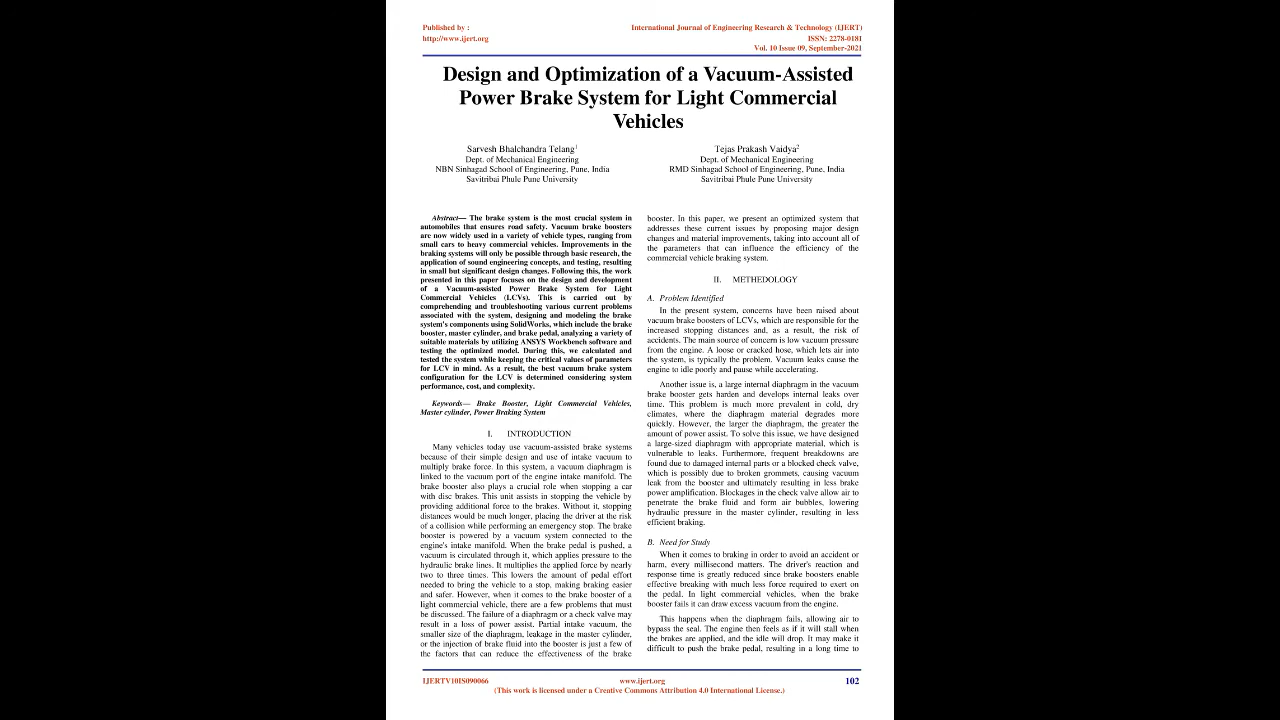 Published by :
http://www.ijert.org
International Journal of Engineering Research & Technology (IJERT)
ISSN: 2278-0181
Vol. 10 Issue 09, September-2021
Design and Optimization of a Vacuum-Assisted
Power Brake System for Light Commercial
Vehicles
Sarvesh Bhalchandra Telang1
Dept. of Mechanical Engineering
NBN Sinhagad School of Engineering, Pune, India
Savitribai Phule Pune University
Tejas Prakash Vaidya2
Dept. of Mechanical Engineering
RMD Sinhagad School of Engineering, Pune, India
Savitribai Phule Pune University
Abstract— The brake system is the most crucial system in
automobiles that ensures road safety. Vacuum brake boosters
are now widely used in a variety of vehicle types, ranging from
small cars to heavy commercial vehicles. Improvements in the
braking systems will only be possible through basic research, the
application of sound engineering concepts, and testing, resulting
in small but significant design changes. Following this, the work
presented in this paper focuses on the design and development
of a Vacuum-assisted Power Brake System for Light
Commercial Vehicles (LCVs). This is carried out by
comprehending and troubleshooting various current problems
associated with the system, designing and modeling the brake
system's components using SolidWorks, which include the brake
booster, master cylinder, and brake pedal, analyzing a variety of
suitable materials by utilizing ANSYS Workbench software and
testing the optimized model. During this, we calculated and
tested the system while keeping the critical values of parameters
for LCV in mind. As a result, the best vacuum brake system
configuration for the LCV is determined considering system
performance, cost, and complexity.
Keywords— Brake Booster, Light Commercial Vehicles,
Master cylinder, Power Braking System
I. INTRODUCTION
Many vehicles today use vacuum-assisted brake systems
because of their simple design and use of intake vacuum to
multiply brake force. In this system, a vacuum diaphragm is
linked to the vacuum port of the engine intake manifold. The
brake booster also plays a crucial role when stopping a car
with disc brakes. This unit assists in stopping the vehicle by
providing additional force to the brakes. Without it, stopping
distances would be much longer, placing the driver at the risk
of a collision while performing an emergency stop. The brake
booster is powered by a vacuum system connected to the
engine's intake manifold. When the brake pedal is pushed, a
vacuum is circulated through it, which applies pressure to the
hydraulic brake lines. It multiplies the applied force by nearly
two to three times. This lowers the amount of pedal effort
needed to bring the vehicle to a stop, making braking easier
and safer. However, when it comes to the brake booster of a
light commercial vehicle, there are a few problems that must
be discussed. The failure of a diaphragm or a check valve may
result in a loss of power assist. Partial intake vacuum, the
smaller size of the diaphragm, leakage in the master cylinder,
or the injection of brake fluid into the booster is just a few of
the factors that can reduce the effectiveness of the brake
booster. In this paper, we present an optimized system that
addresses these current issues by proposing major design
changes and material improvements, taking into account all of
the parameters that can influence the efficiency of the
commercial vehicle braking system.
II. METHEDOLOGY
A. Problem Identified
In the present system, concerns have been raised about
vacuum brake boosters of LCVs, which are responsible for the
increased stopping distances and, as a result, the risk of
accidents. The main source of concern is low vacuum pressure
from the engine. A loose or cracked hose, which lets air into
the system, is typically the problem. Vacuum leaks cause the
engine to idle poorly and pause while accelerating.
Another issue is, a large internal diaphragm in the vacuum
brake booster gets harden and develops internal leaks over
time. This problem is much more prevalent in cold, dry
climates, where the diaphragm material degrades more
quickly. However, the larger the diaphragm, the greater the
amount of power assist. To solve this issue, we have designed
a large-sized diaphragm with appropriate material, which is
vulnerable to leaks. Furthermore, frequent breakdowns are
found due to damaged internal parts or a blocked check valve,
which is possibly due to broken grommets, causing vacuum
leak from the booster and ultimately resulting in less brake
power amplification. Blockages in the check valve allow air to
penetrate the brake fluid and form air bubbles, lowering
hydraulic pressure in the master cylinder, resulting in less
efficient braking.
B. Need for Study
When it comes to braking in order to avoid an accident or
harm, every millisecond matters. The driver's reaction and
response time is greatly reduced since brake boosters enable
effective breaking with much less force required to exert on
the pedal. In light commercial vehicles, when the brake
booster fails it can draw excess vacuum from the engine.
This happens when the diaphragm fails, allowing air to
bypass the seal. The engine then feels as if it will stall when
the brakes are applied, and the idle will drop. It may make it
difficult to push the brake pedal, resulting in a long time to
IJERTV10IS090066
www.ijert.org
102
(This work is licensed under a Creative Commons Attribution 4.0 International License.)